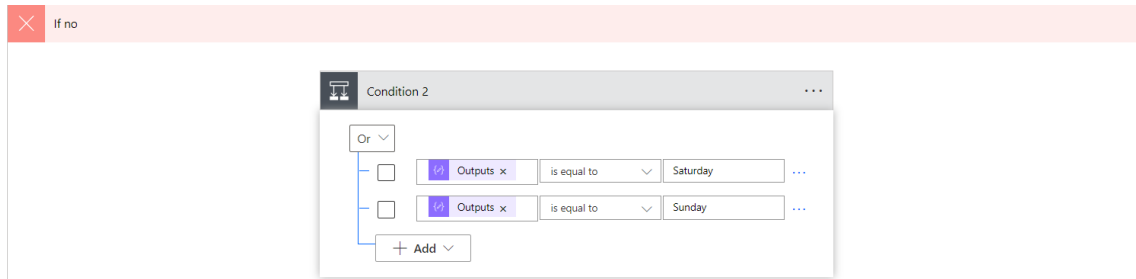 If no
Condition 2
Or
Outputs is equal to Saturday
Outputs is equal to Sunday
Add